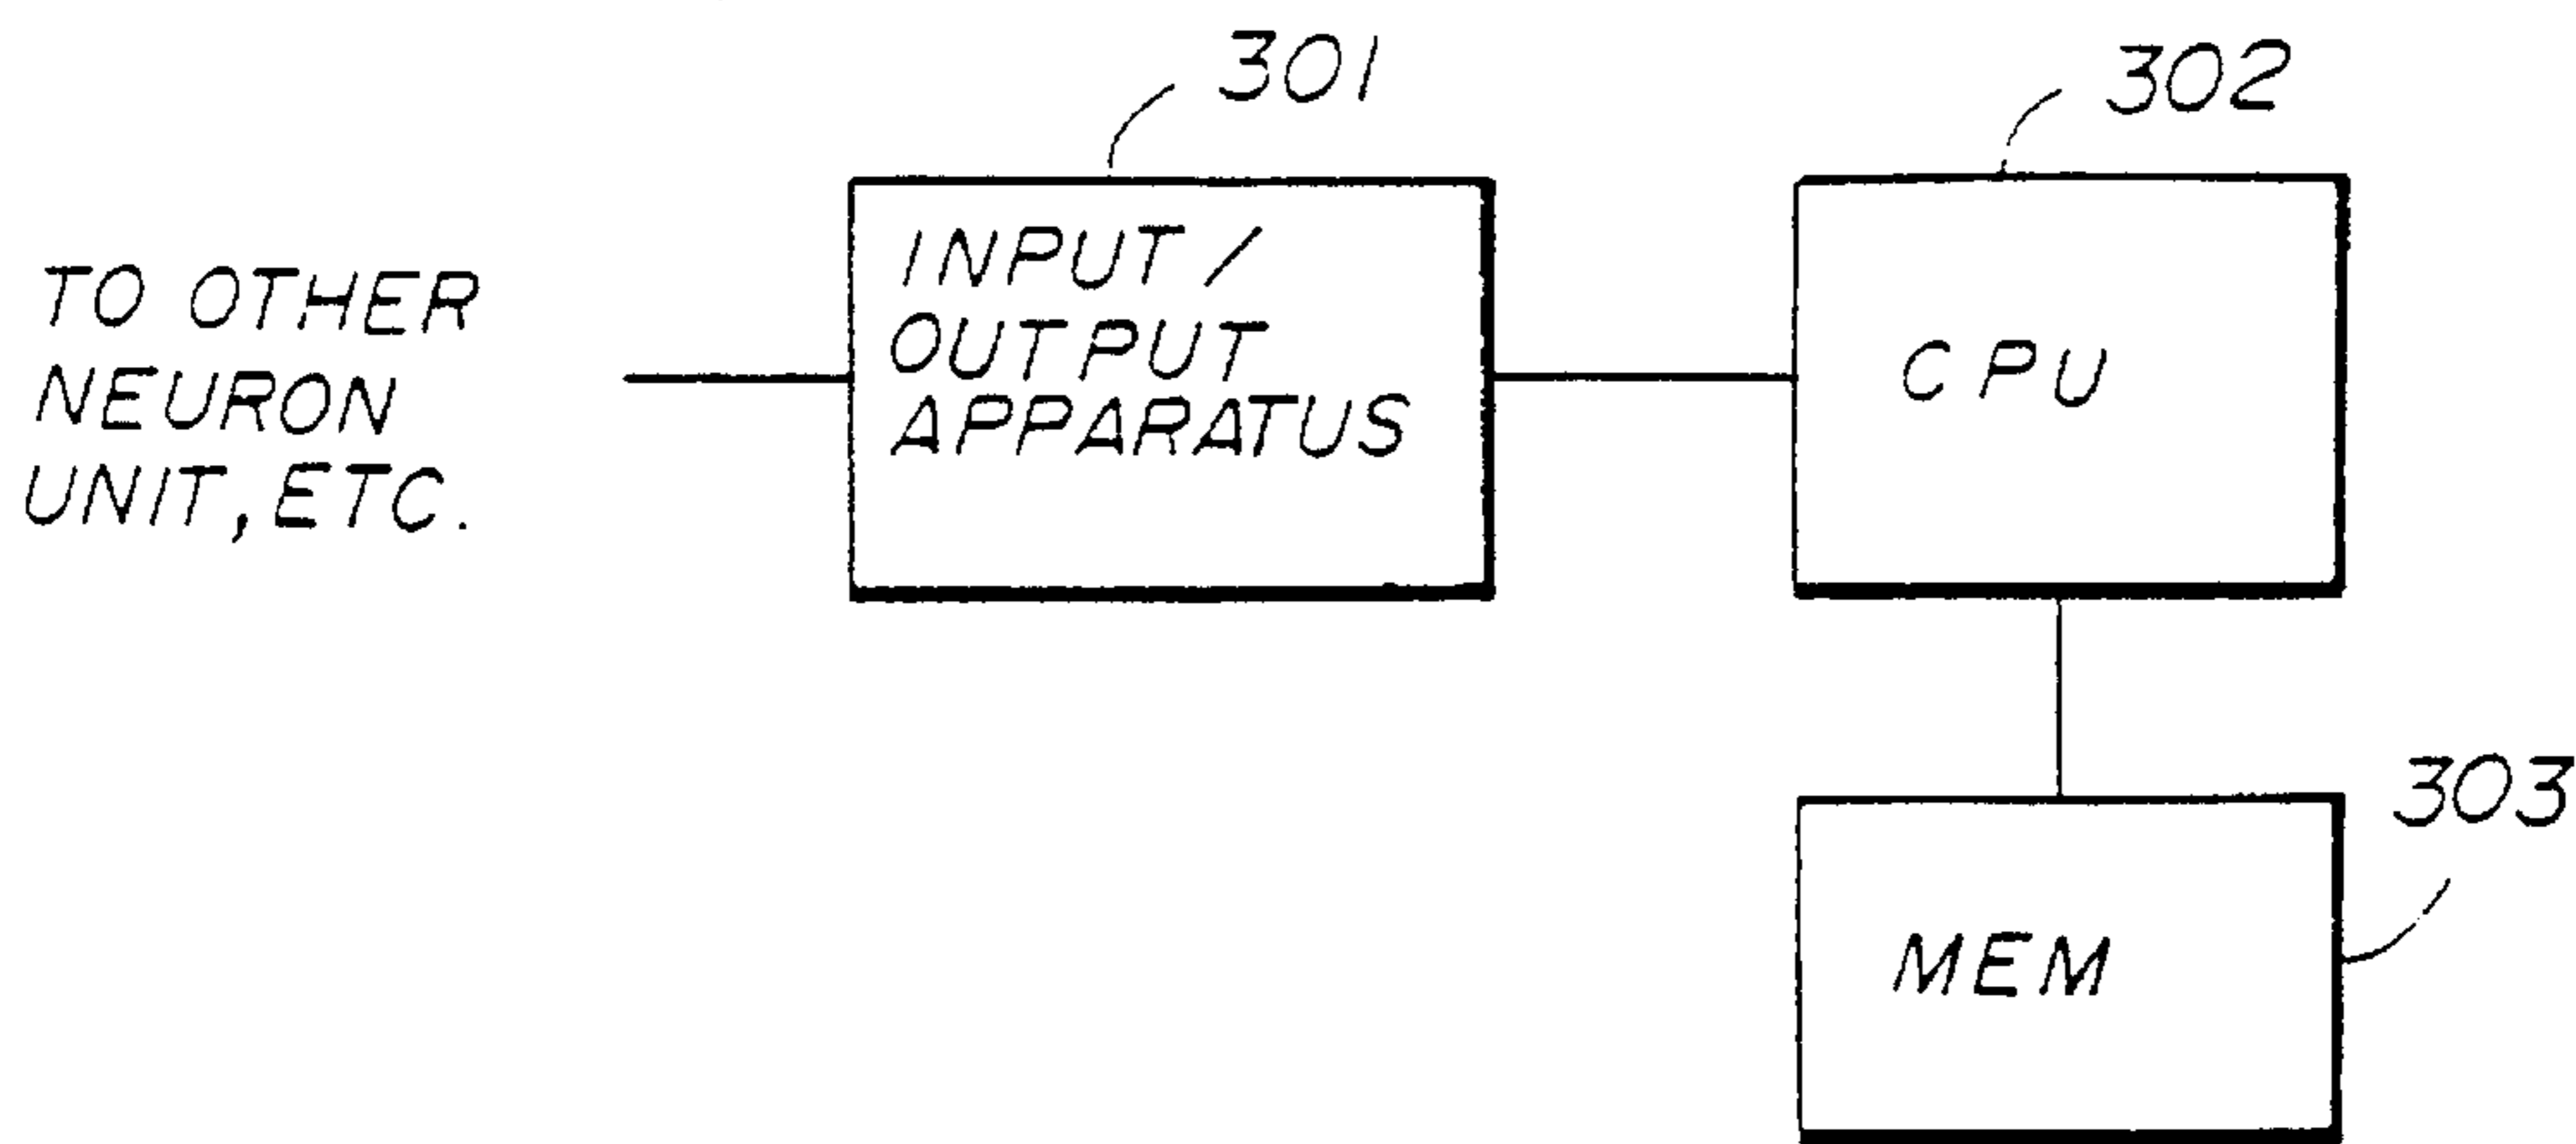 301
302
TO OTHER
NEURON
UNIT, ETC.
INPUT /
OUTPUT
APPARATUS
CPU
303
MEM